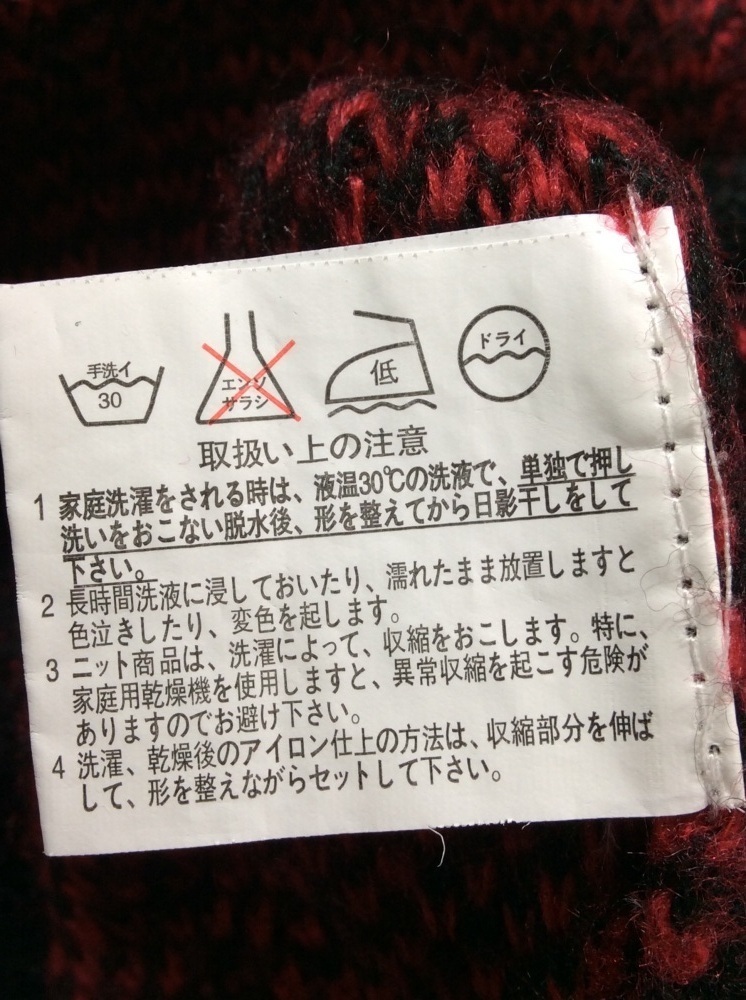 手洗イ
30
エンソ
サラシ
低
ドライ
取扱い上の注意
1 家庭洗濯をされる時は、液温30℃の洗液で、単独で押し
洗いをおこない脱水後、形を整えてから日影干しをして
下さい。
2 長時間洗液に浸しておいたり、濡れたまま放置しますと
色泣きしたり、変色を起します。
3 ニット商品は、洗濯によって、収縮をおこします。特に、
家庭用乾燥機を使用しますと、異常収縮を起こす危険が
ありますのでお避け下さい。
4 洗濯、乾燥後のアイロン仕上の方法は、収縮部分を伸ば
して、形を整えながらセットして下さい。